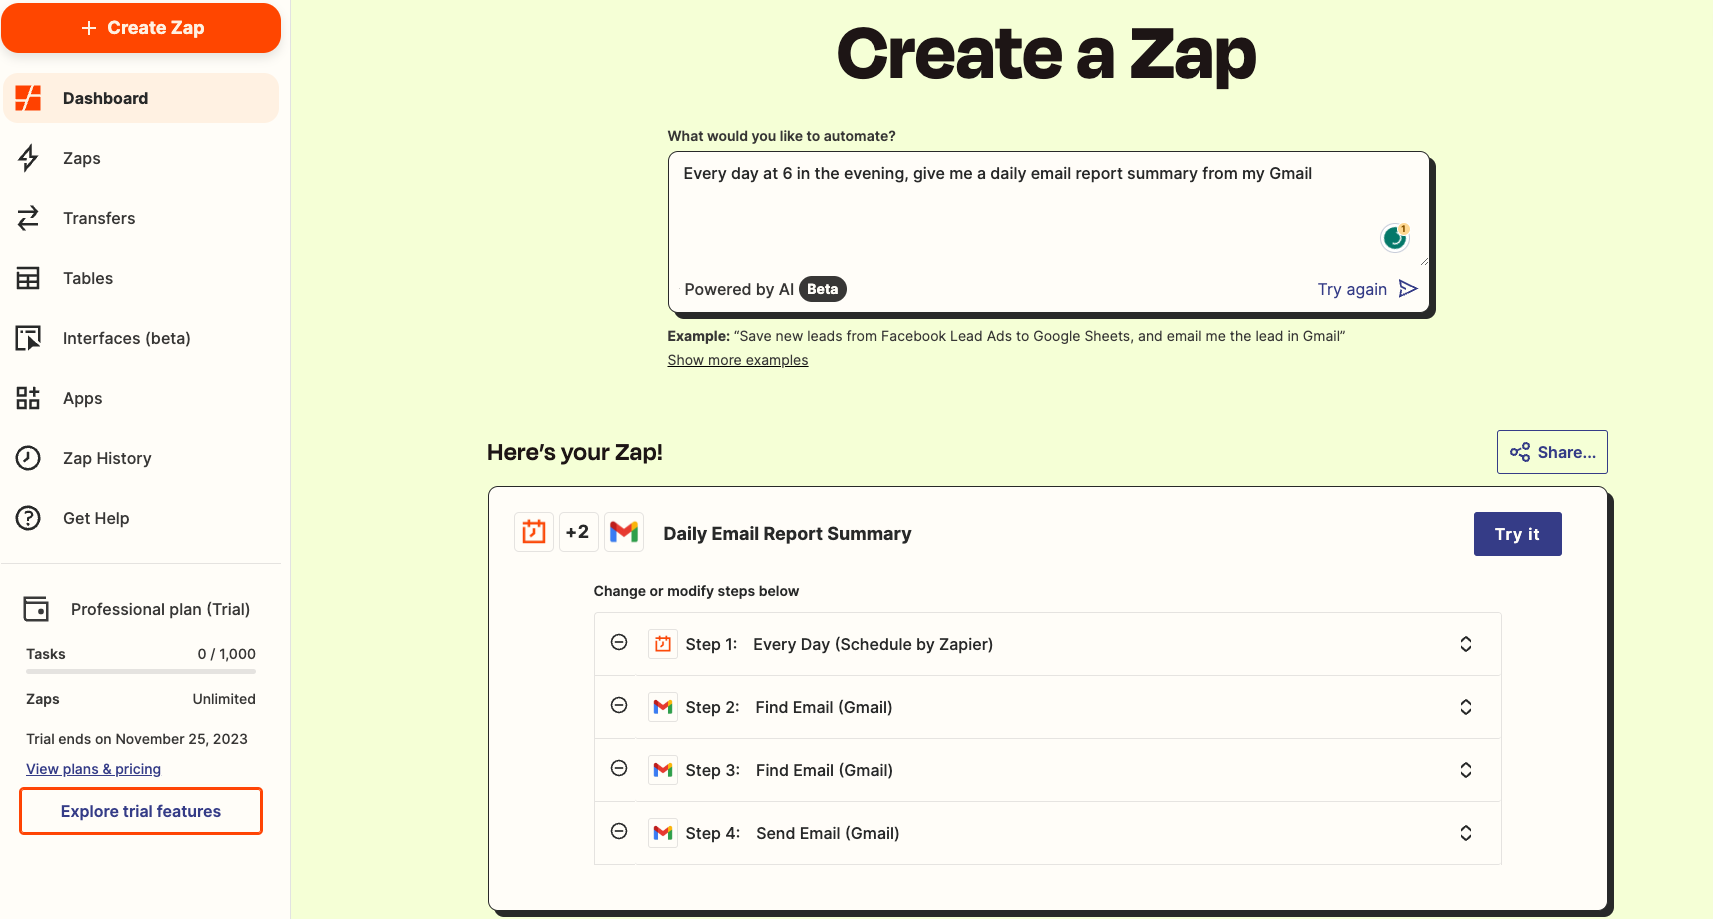 Create Zap
Dashboard
Zaps
Transfers
Tables
Interfaces (beta)
Apps
Zap History
Get Help
Professional plan (Trial)
Tasks 0 / 1,000
Zaps Unlimited
Trial ends on November 25, 2023
View plans & pricing
Explore trial features
Create a Zap
What would you like to automate?
Every day at 6 in the evening, give me a daily email report summary from my Gmail
1
Powered by AI Beta
Try again
Example: “Save new leads from Facebook Lead Ads to Google Sheets, and email me the lead in Gmail”
Show more examples
Here’s your Zap!
Share...
+2
Daily Email Report Summary
Try it
Change or modify steps below
Step 1: Every Day (Schedule by Zapier)
Step 2: Find Email (Gmail)
Step 3: Find Email (Gmail)
Step 4: Send Email (Gmail)